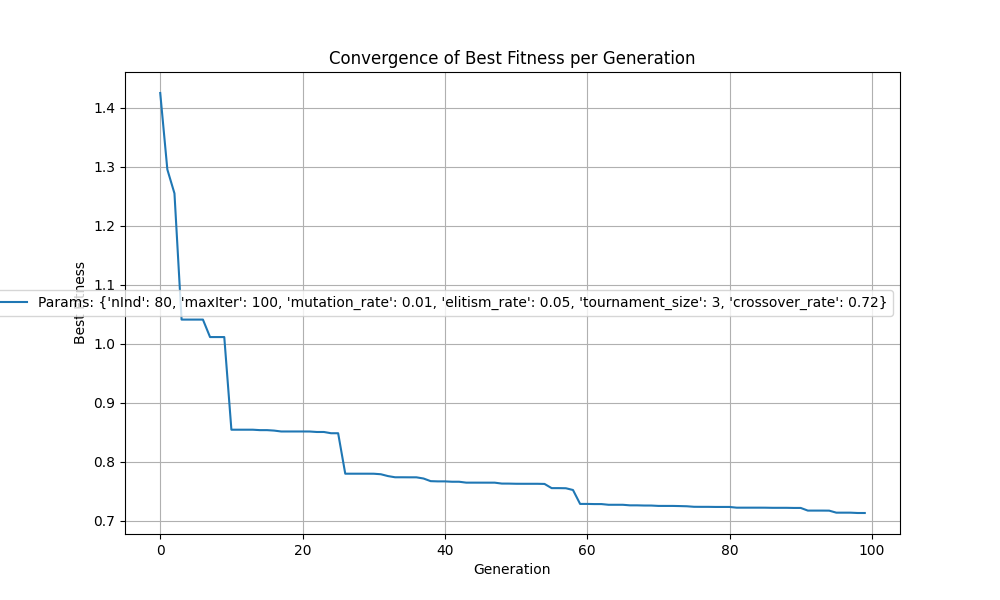 Convergence of Best Fitness per Generation
1.4
1.3
1.2
1.1
1.0
0.9
0.8
0.7
Best
Params: {'nInd': 80, 'maxIter': 100, 'mutation_rate': 0.01, 'elitism_rate': 0.05, 'tournament_size': 3, 'crossover_rate': 0.72}
0 20 40 60 80 100
Generation